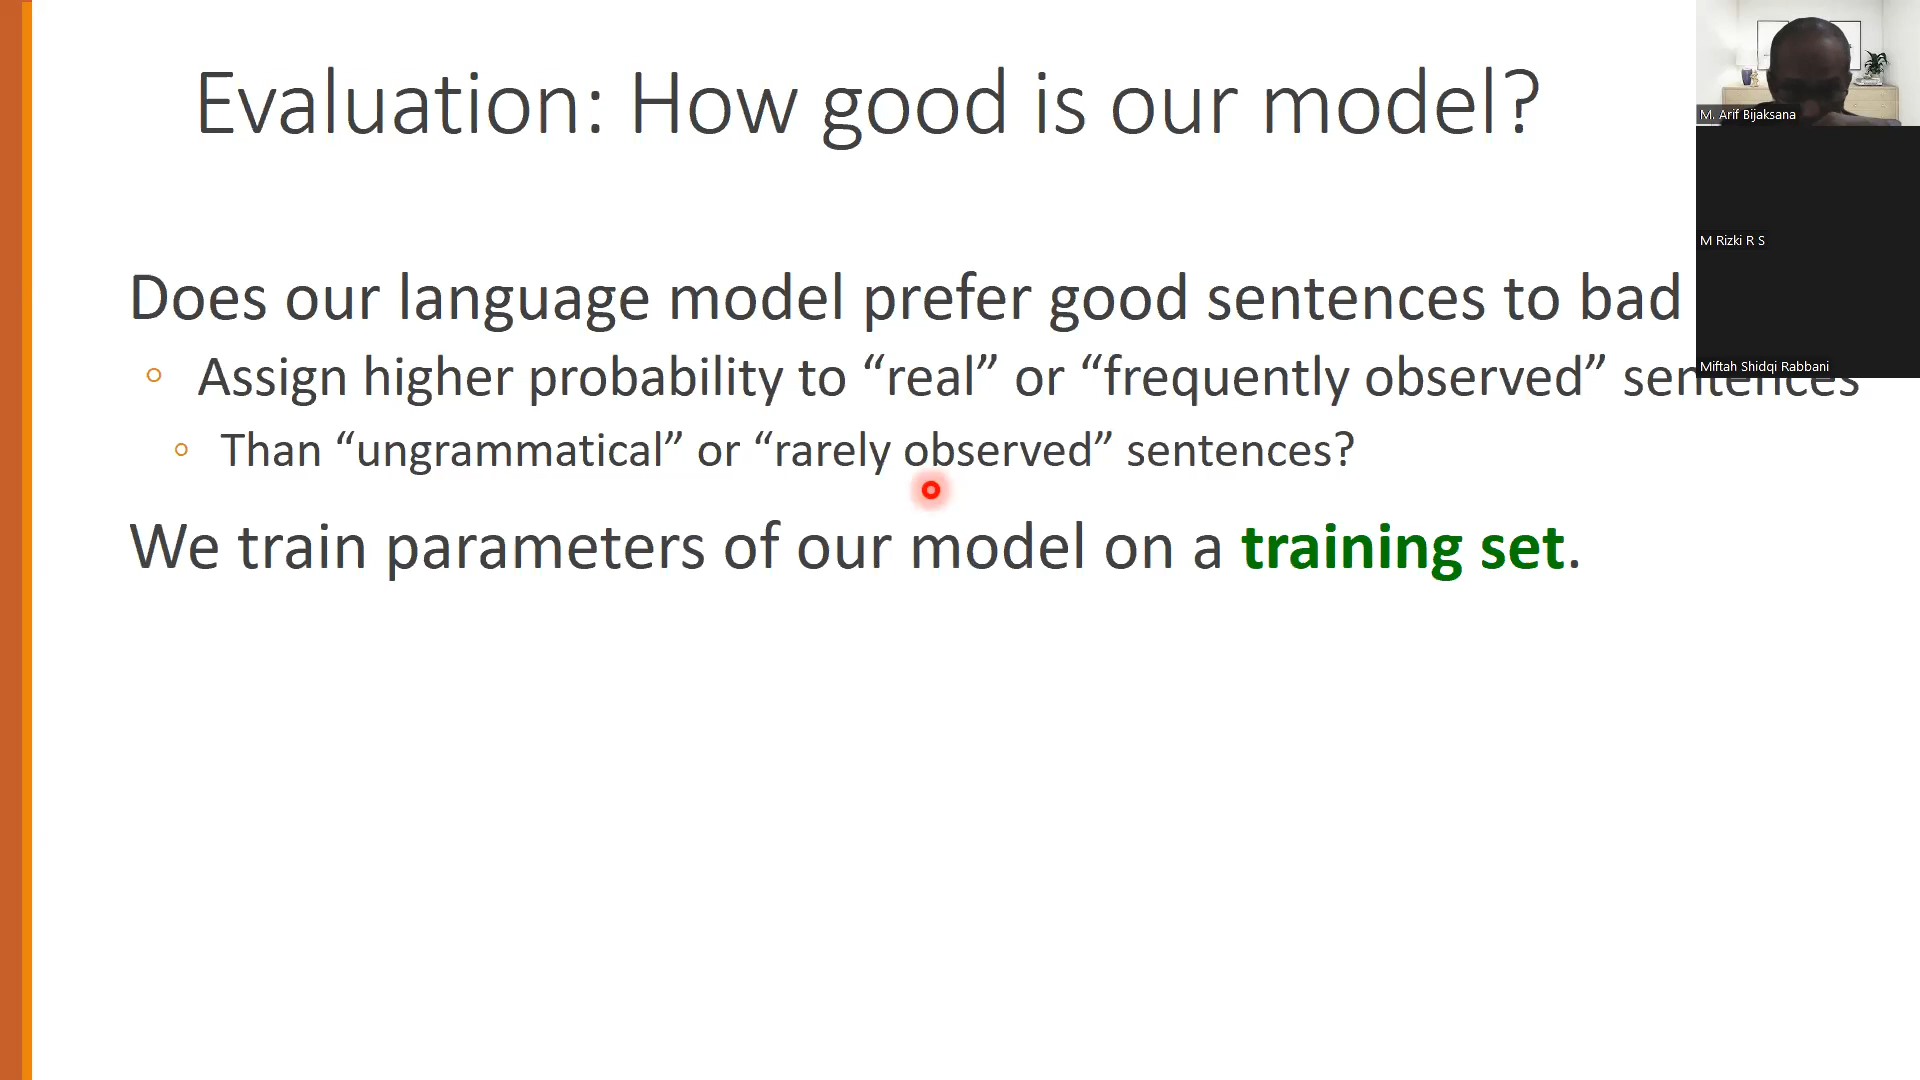 Evaluation: How good is our model?
Does our language model prefer good sentences to bad
Assign higher probability to “real” or “frequently observed” sentences
Than “ungrammatical” or “rarely observed” sentences?
We train parameters of our model on a training set.
M. Arif Bijaksana
M Rizki R S
Miftah Shidqi Rabbani